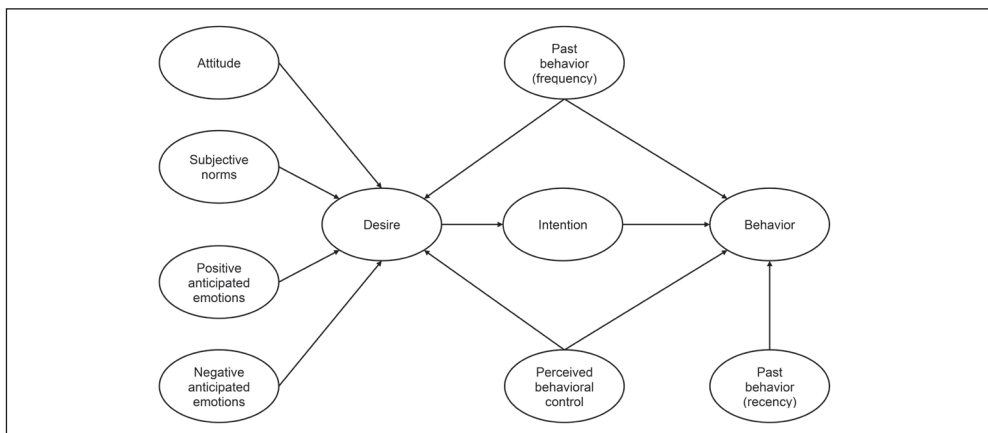 Attitude
Past
behavior
(frequency)
Subjective
norms
Desire
Intention
Behavior
Positive
anticipated
emotions
Negative
anticipated
emotions
Perceived
behavioral
control
Past
behavior
(recency)